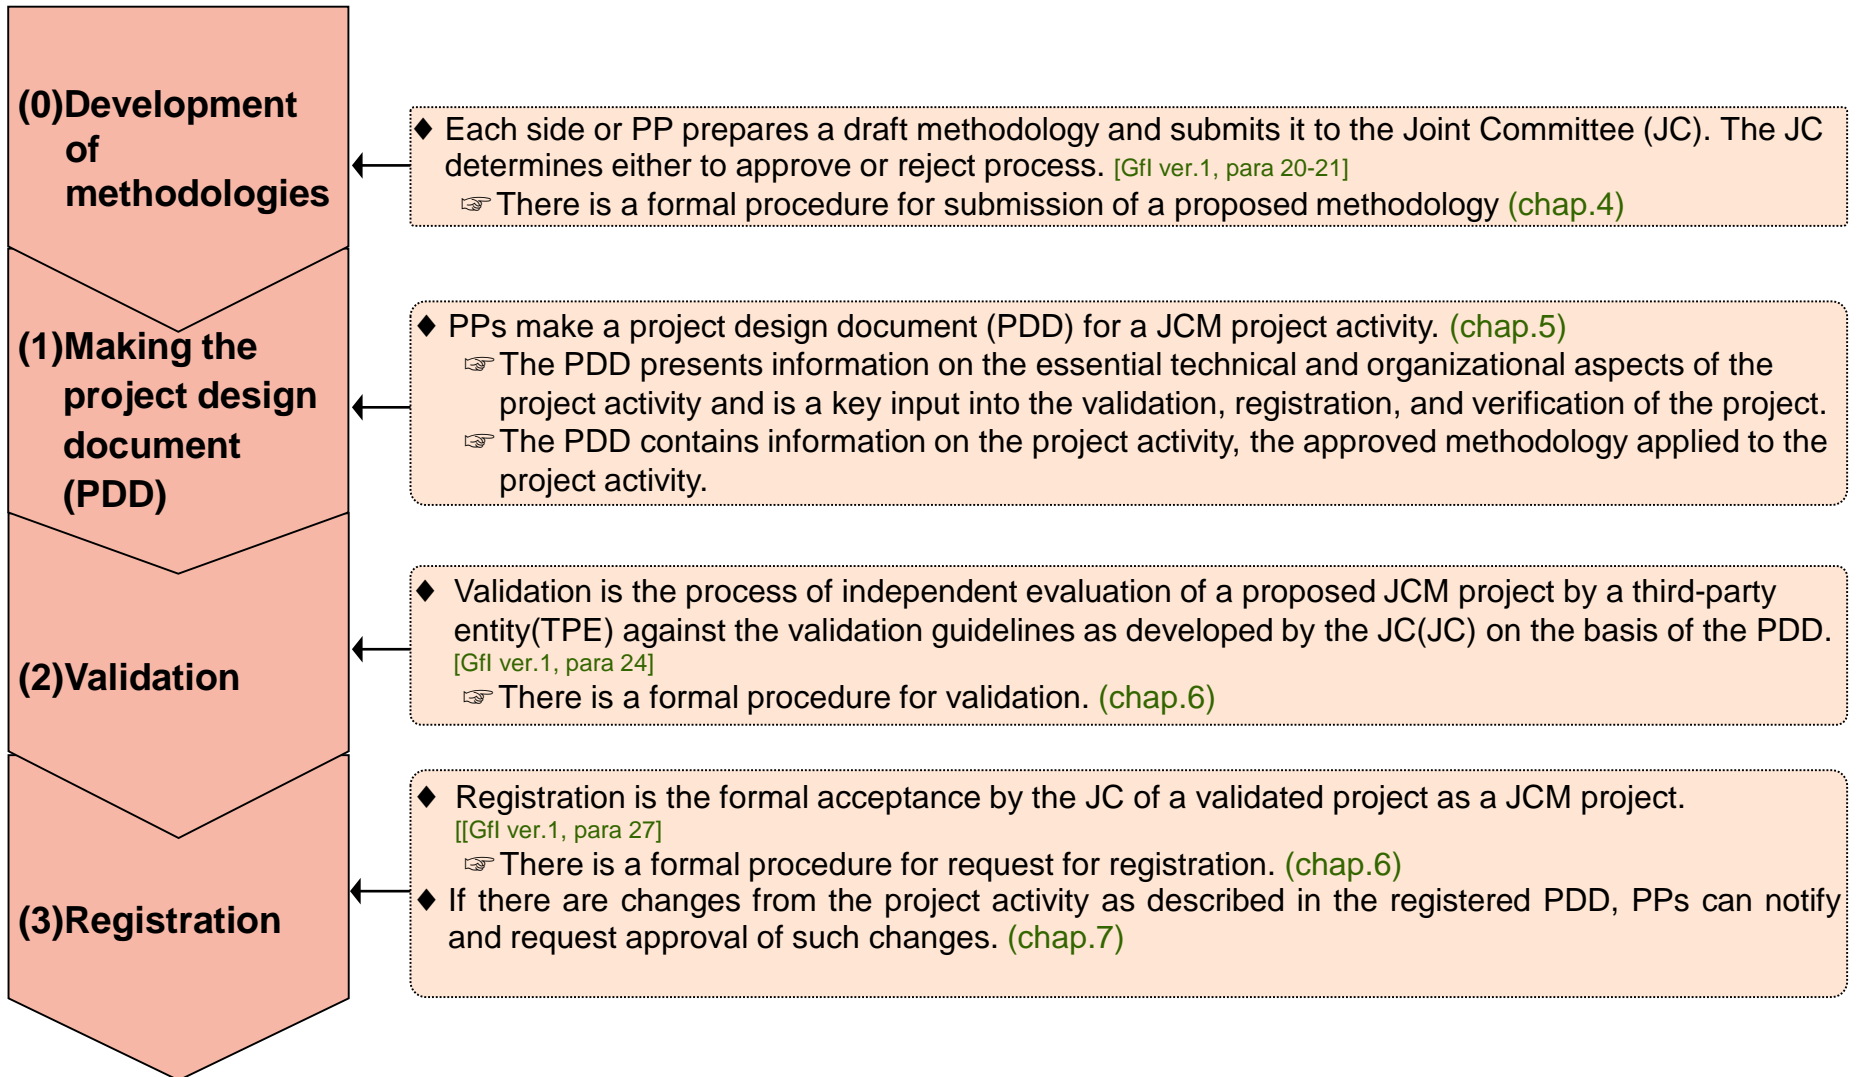 (0)Development
of
methodologies
♦ Each side or PP prepares a draft methodology and submits it to the Joint Committee (JC). The JC
determines either to approve or reject process. [GfI ver.1, para 20-21]
☞There is a formal procedure for submission of a proposed methodology (chap.4)
(1)Making the
project design
document
(PDD)
♦ PPs make a project design document (PDD) for a JCM project activity. (chap.5)
☞The PDD presents information on the essential technical and organizational aspects of the
project activity and is a key input into the validation, registration, and verification of the project.
☞The PDD contains information on the project activity, the approved methodology applied to the
project activity.
(2)Validation
♦ Validation is the process of independent evaluation of a proposed JCM project by a third-party
entity(TPE) against the validation guidelines as developed by the JC(JC) on the basis of the PDD.
[GfI ver.1, para 24]
☞There is a formal procedure for validation. (chap.6)
(3)Registration
♦ Registration is the formal acceptance by the JC of a validated project as a JCM project.
[[GfI ver.1, para 27]
☞There is a formal procedure for request for registration. (chap.6)
♦ If there are changes from the project activity as described in the registered PDD, PPs can notify
and request approval of such changes. (chap.7)